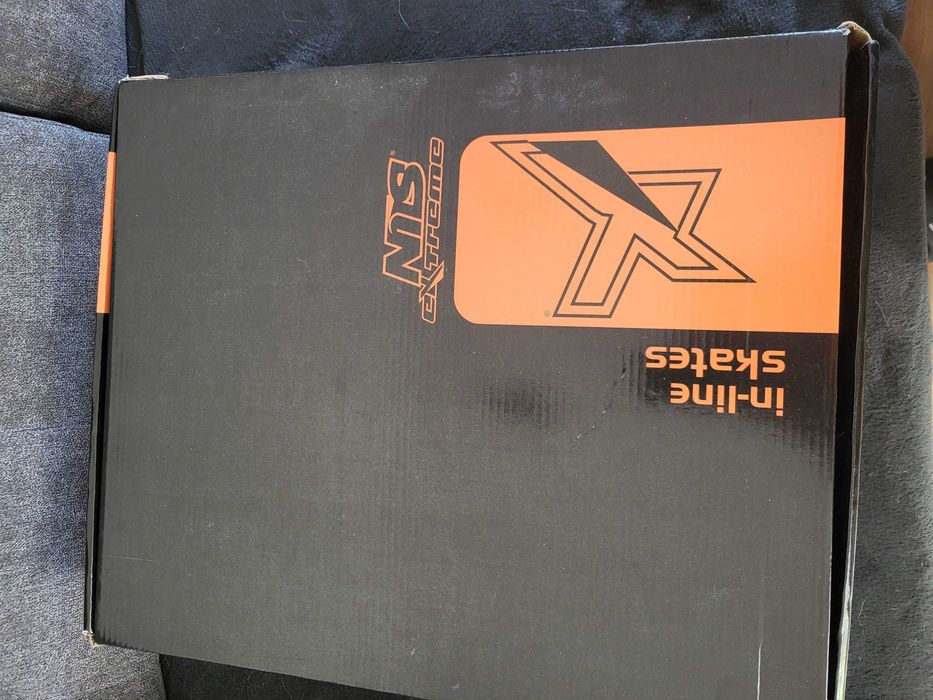 NILS®
eXtreme
®
in-line
skates